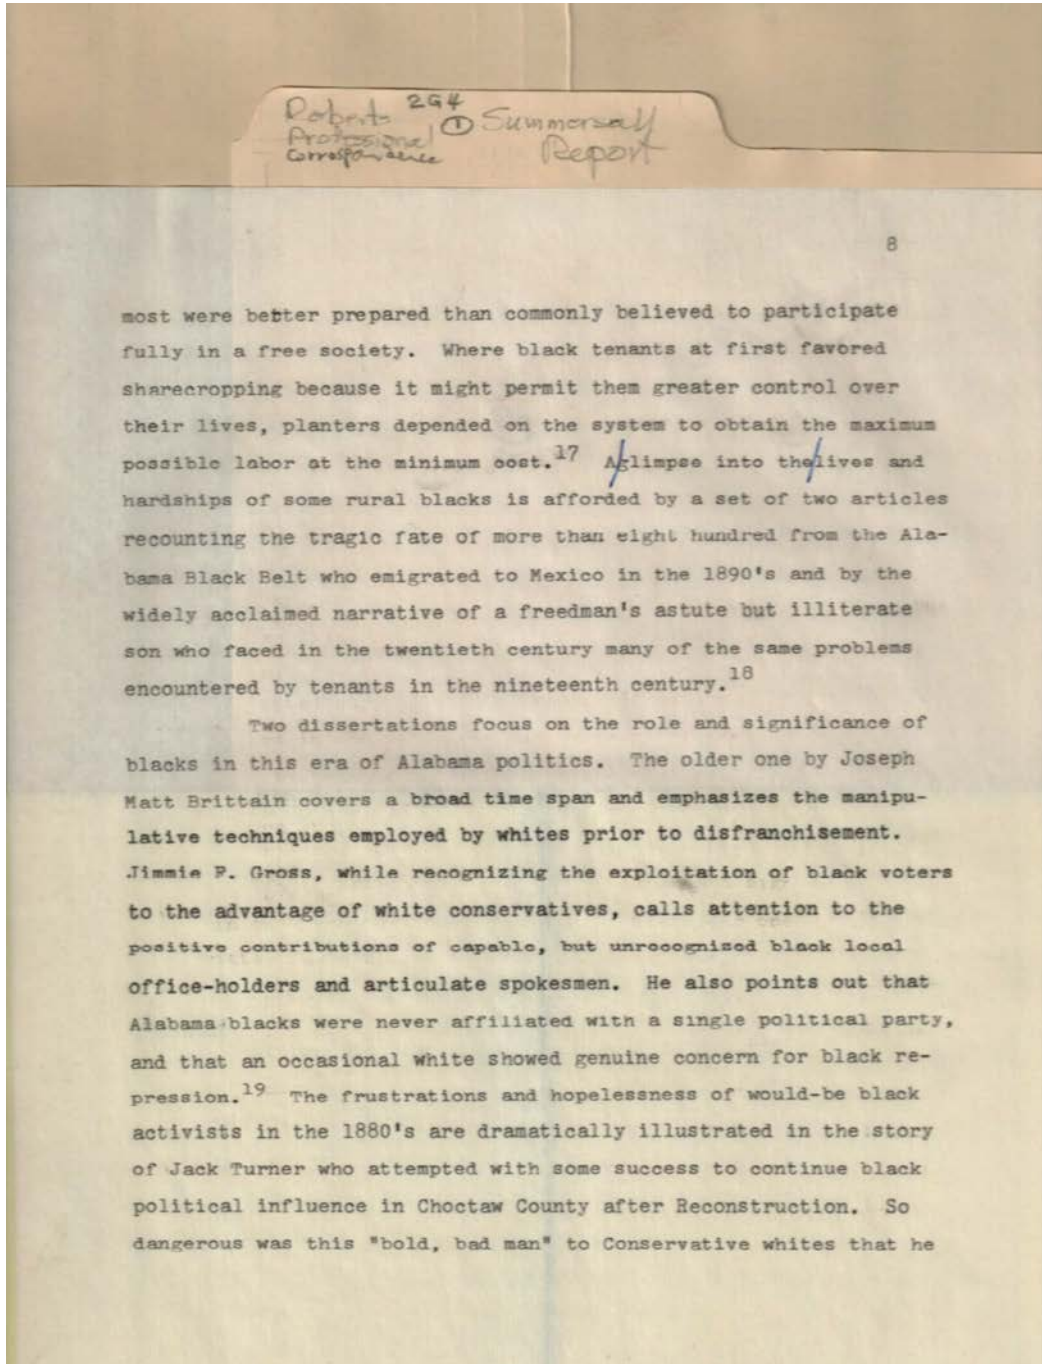 Roberts 2G4 ① Summersall
Professional Report
Correspondence
8
most were better prepared than commonly believed to participate
fully in a free society. Where black tenants at first favored
sharecropping because it might permit them greater control over
their lives, planters depended on the system to obtain the maximum
possible labor at the minimum cost.17 A/glimpse into the/lives and
hardships of some rural blacks is afforded by a set of two articles
recounting the tragic fate of more than eight hundred from the Ala-
bama Black Belt who emigrated to Mexico in the 1890's and by the
widely acclaimed narrative of a freedman's astute but illiterate
son who faced in the twentieth century many of the same problems
encountered by tenants in the nineteenth century.18
Two dissertations focus on the role and significance of
blacks in this era of Alabama politics. The older one by Joseph
Matt Brittain covers a broad time span and emphasizes the manipu-
lative techniques employed by whites prior to disfranchisement.
Jimmie F. Gross, while recognizing the exploitation of black voters
to the advantage of white conservatives, calls attention to the
positive contributions of capable, but unrecognized black local
office-holders and articulate spokesmen. He also points out that
Alabama blacks were never affiliated with a single political party,
and that an occasional white showed genuine concern for black re-
pression.19 The frustrations and hopelessness of would-be black
activists in the 1880's are dramatically illustrated in the story
of Jack Turner who attempted with some success to continue black
political influence in Choctaw County after Reconstruction. So
dangerous was this "bold, bad man" to Conservative whites that he